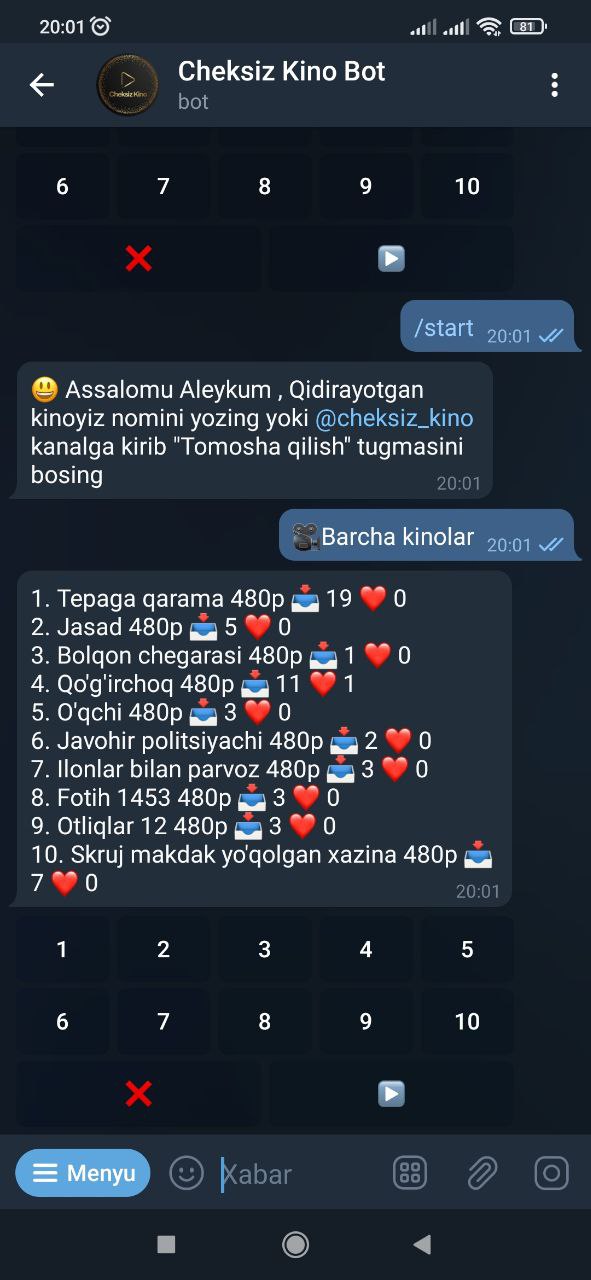 20:01
81
Cheksiz Kino Bot
Cheksiz Kino
bot
6 7 8 9 10
/start 20:01
😃 Assalomu Aleykum , Qidirayotgan
kinoyiz nomini yozing yoki @cheksiz_kino
kanalga kirib "Tomosha qilish" tugmasini
bosing
20:01
🎥Barcha kinolar 20:01
1. Tepaga qarama 480p 📥 19 ❤️ 0
2. Jasad 480p 📥 5 ❤️ 0
3. Bolqon chegarasi 480p 📥 1 ❤️ 0
4. Qo'g'irchoq 480p 📥 11 ❤️ 1
5. O'qchi 480p 📥 3 ❤️ 0
6. Javohir politsiyachi 480p 📥 2 ❤️ 0
7. Ilonlar bilan parvoz 480p 📥 3 ❤️ 0
8. Fotih 1453 480p 📥 3 ❤️ 0
9. Otliqlar 12 480p 📥 3 ❤️ 0
10. Skruj makdak yo'qolgan xazina 480p 📥
7 ❤️ 0
20:01
1 2 3 4 5
6 7 8 9 10
Menyu
Xabar